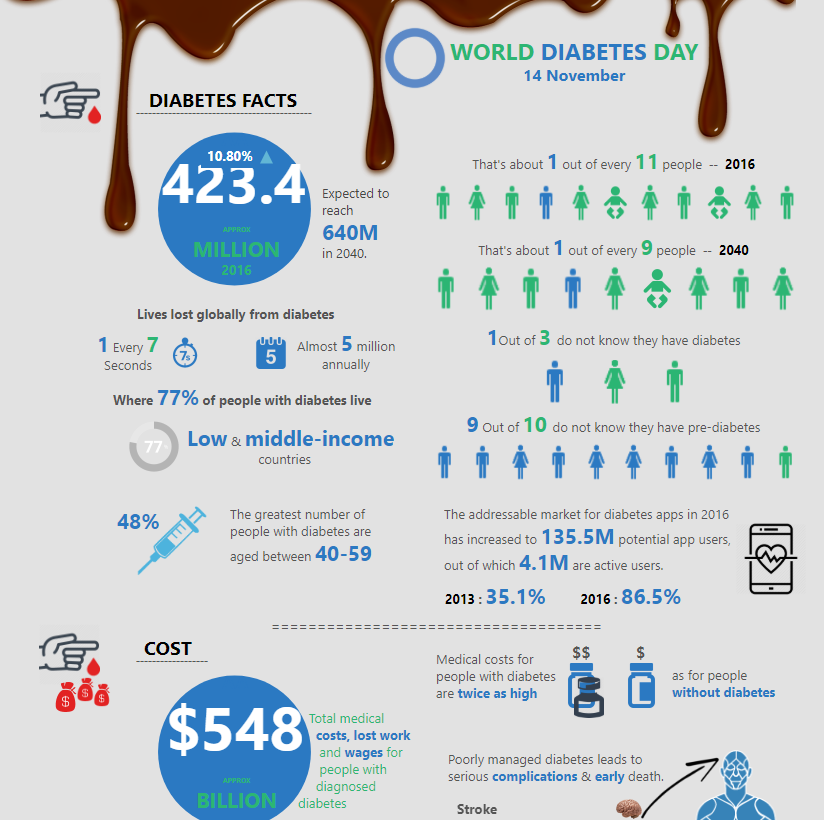 WORLD DIABETES DAY
14 November
DIABETES FACTS
10.80%
423.4
APPROX
MILLION
2016
Expected to
reach
640M
in 2040.
Lives lost globally from diabetes
1 Every 7
Seconds
7s
5
Almost 5 million
annually
Where 77% of people with diabetes live
77%
Low & middle-income
countries
48%
The greatest number of
people with diabetes are
aged between 40-59
That's about 1 out of every 11 people -- 2016
That's about 1 out of every 9 people -- 2040
1Out of 3 do not know they have diabetes
9 Out of 10 do not know they have pre-diabetes
The addressable market for diabetes apps in 2016
has increased to 135.5M potential app users,
out of which 4.1M are active users.
2013 : 35.1% 2016 : 86.5%
==========================================
COST
$548
APPROX
BILLION
Total medical
costs, lost work
and wages for
people with
diagnosed
diabetes
Medical costs for
people with diabetes
are twice as high
$$
$
as for people
without diabetes
Poorly managed diabetes leads to
serious complications & early death.
Stroke